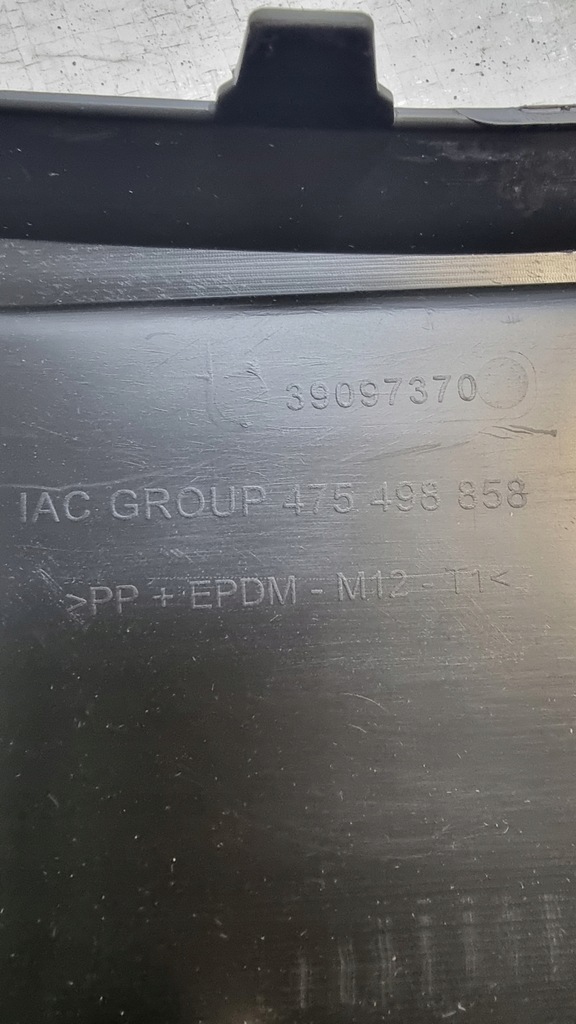 39097370
IAC GROUP 475 498 858
>PP + EPDM - M12 - T1<